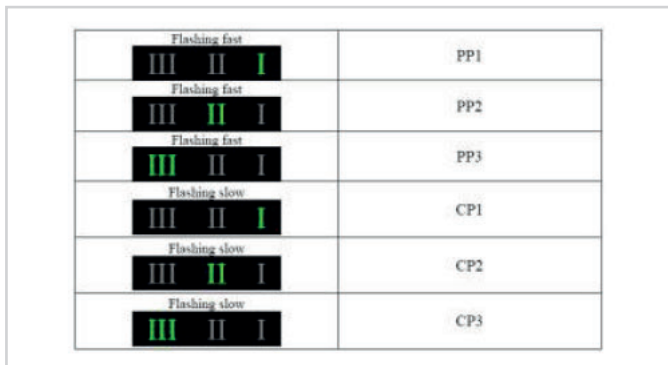 Flashing fast
III II I PP1
Flashing fast
III II I PP2
Flashing fast
III II I PP3
Flashing slow
III II I CP1
Flashing slow
III II I CP2
Flashing slow
III II I CP3